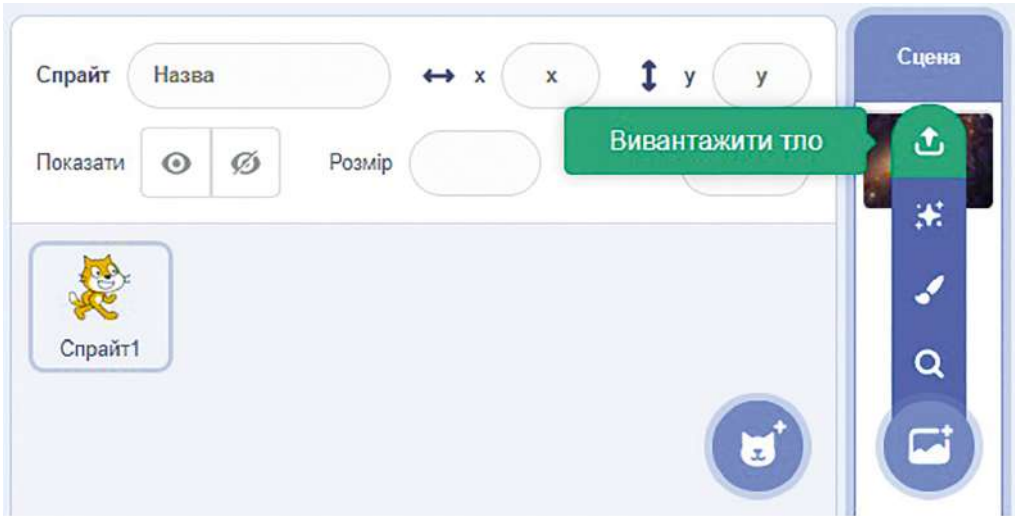 Спрайт Назва x x y y
Сцена
Вивантажити тло
Показати Розмір
Спрайт1